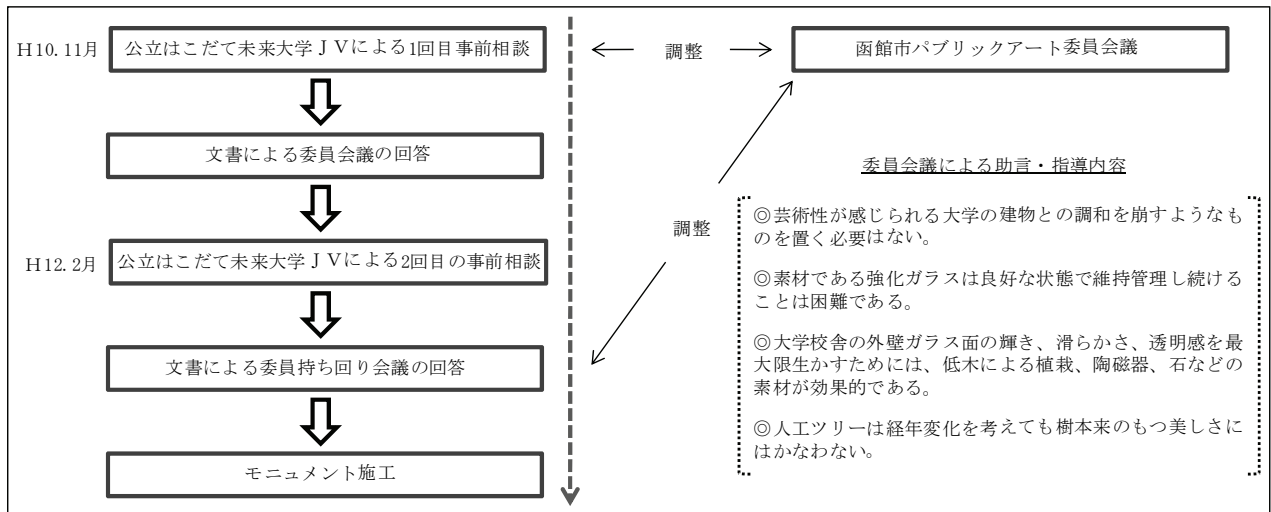 H10.11月
公立はこだて未来大学ＪＶによる1回目事前相談
調整
函館市パブリックアート委員会議
文書による委員会議の回答
H12.2月
公立はこだて未来大学ＪＶによる2回目の事前相談
調整
文書による委員持ち回り会議の回答
モニュメント施工
委員会議による助言・指導内容
◎芸術性が感じられる大学の建物との調和を崩すようなも
のを置く必要はない。
◎素材である強化ガラスは良好な状態で維持管理し続ける
ことは困難である。
◎大学校舎の外壁ガラス面の輝き、滑らかさ、透明感を最
大限生かすためには、低木による植栽、陶磁器、石などの
素材が効果的である。
◎人工ツリーは経年変化を考えても樹本来のもつ美しさに
はかなわない。